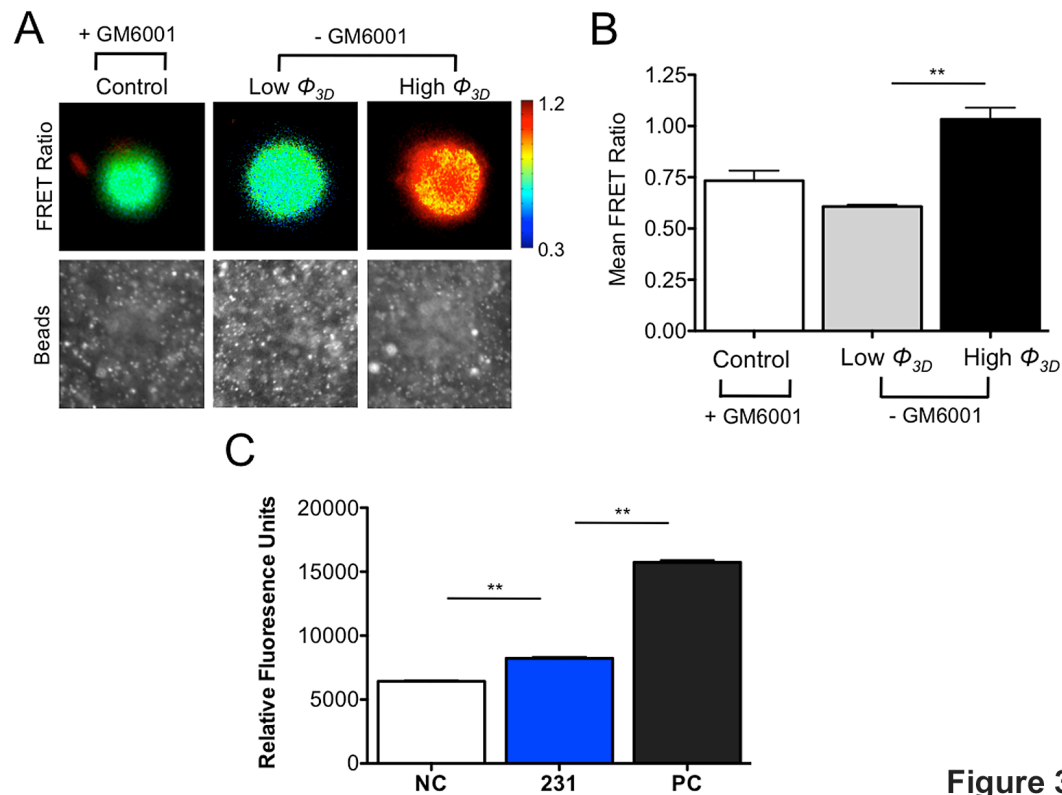 A
+ GM6001
- GM6001
Control
Low Φ3D
High Φ3D
FRET Ratio
1.2
0.3
Beads
B
Mean FRET Ratio
1.25
1.00
0.75
0.50
0.25
0.00
**
Control
Low Φ3D
High Φ3D
+ GM6001
- GM6001
C
Relative Fluoresence Units
20000
15000
10000
5000
0
**
**
NC
231
PC
Figure 3